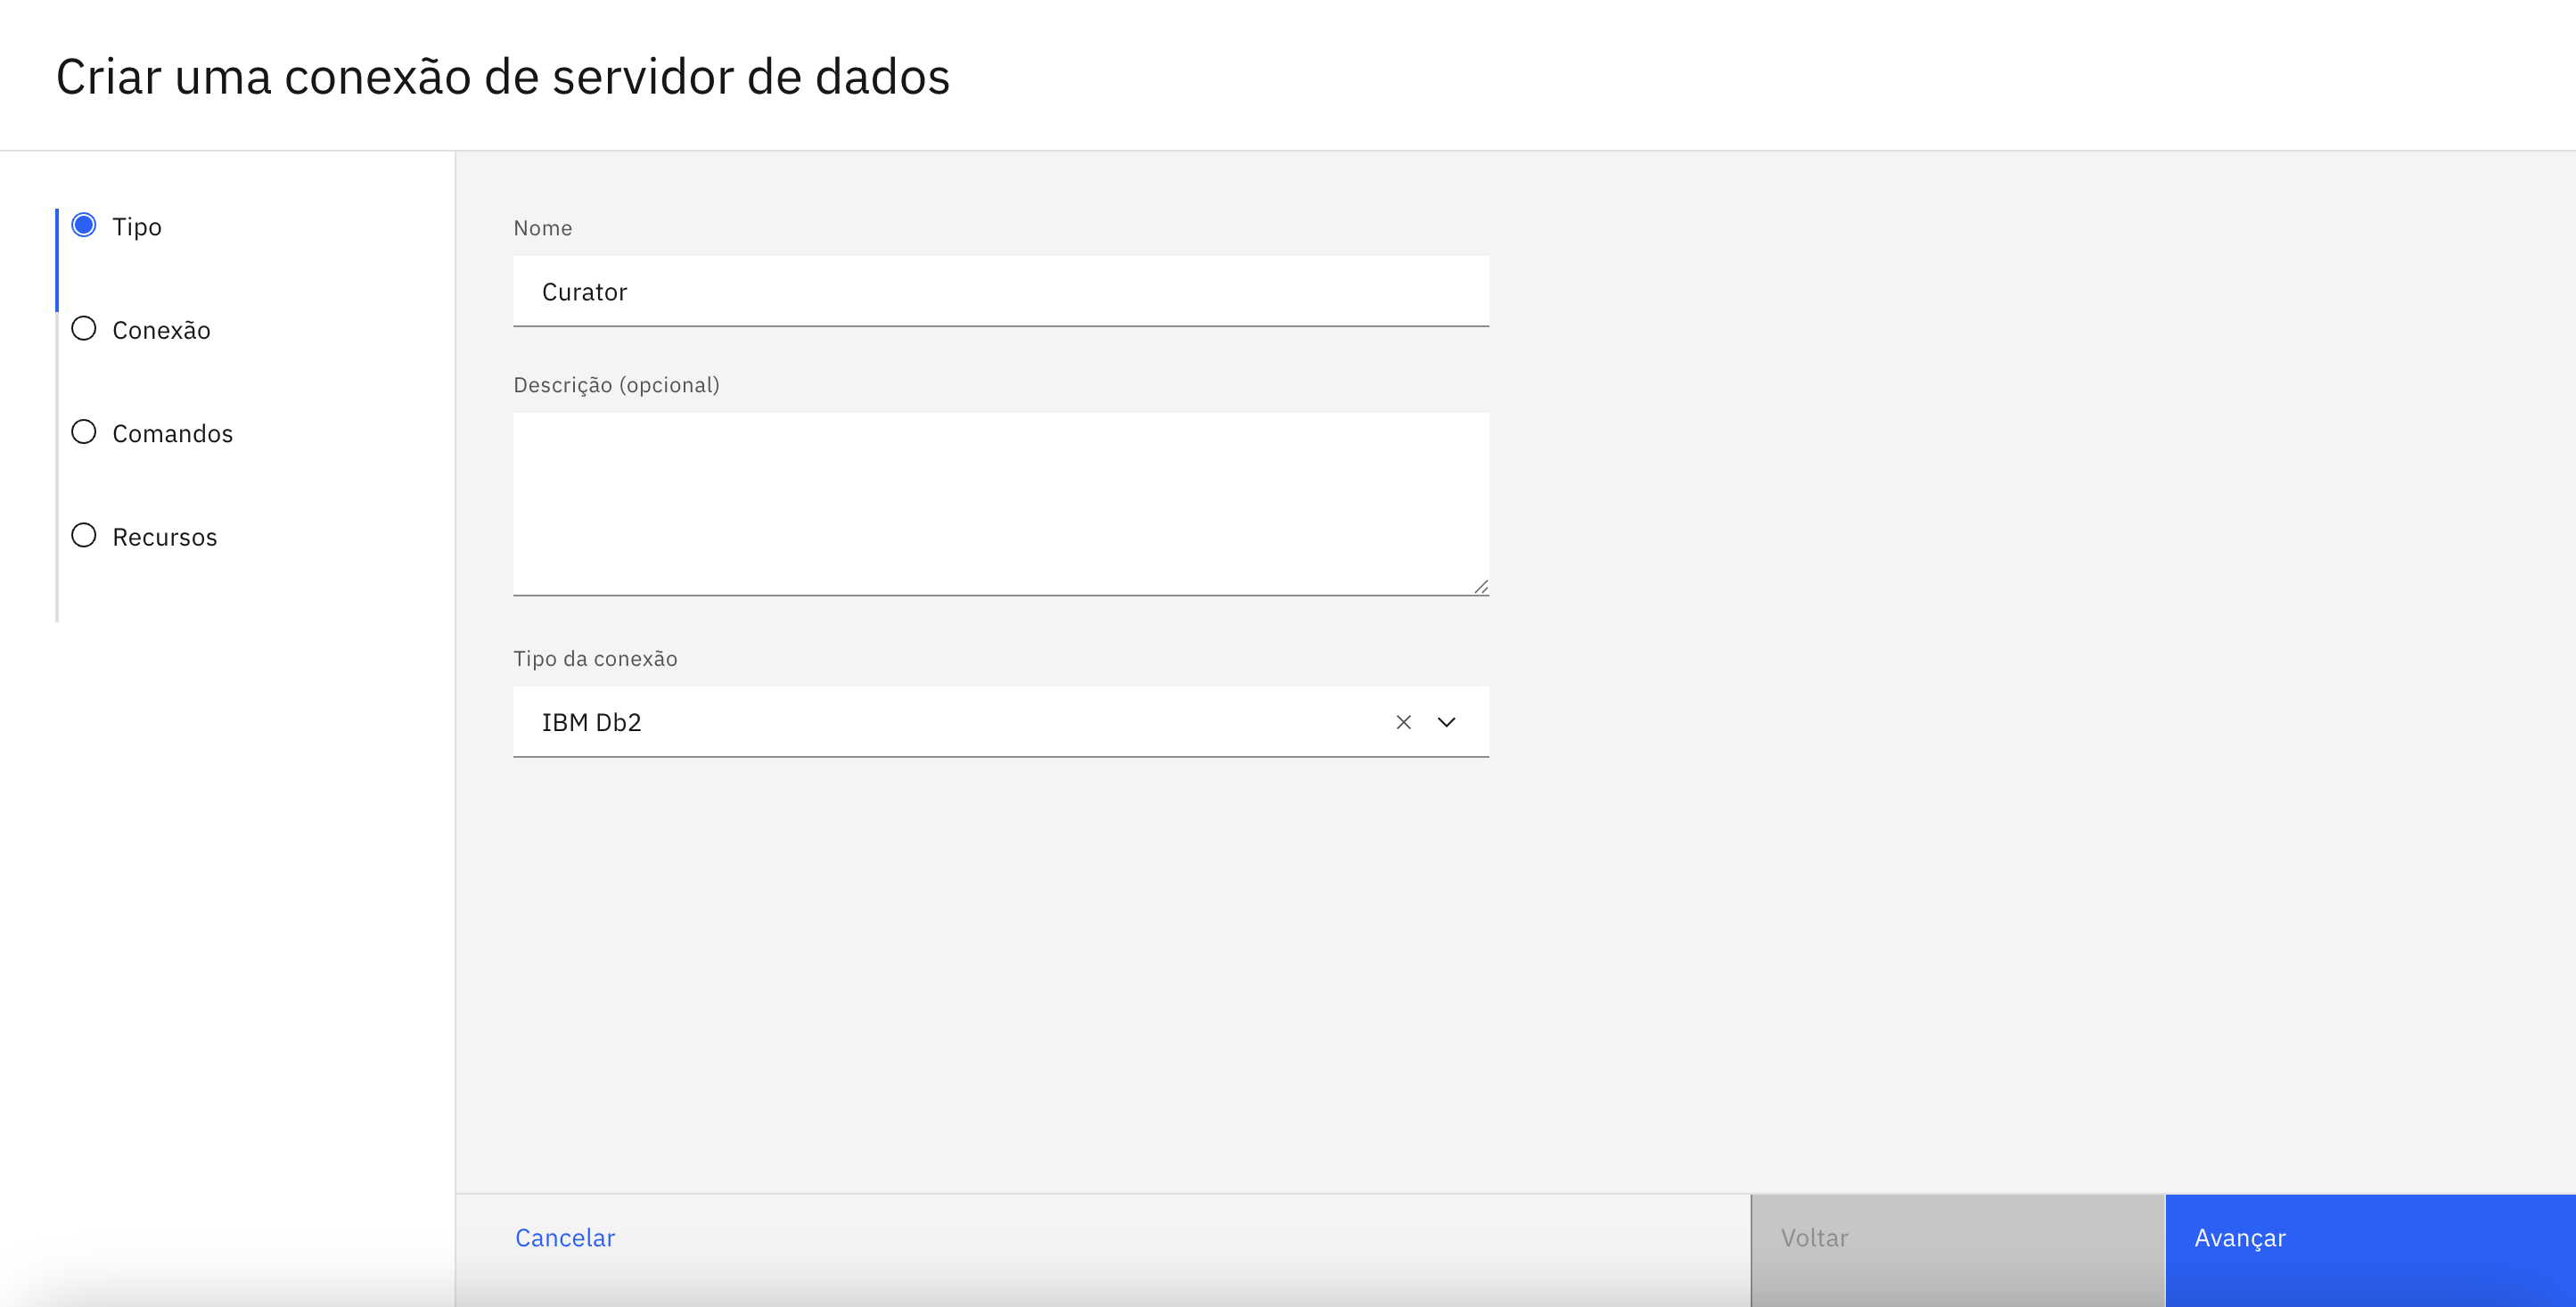 Criar uma conexão de servidor de dados
Tipo
Conexão
Comandos
Recursos
Nome
Curator
Descrição (opcional)
Tipo da conexão
IBM Db2
Cancelar
Voltar
Avançar